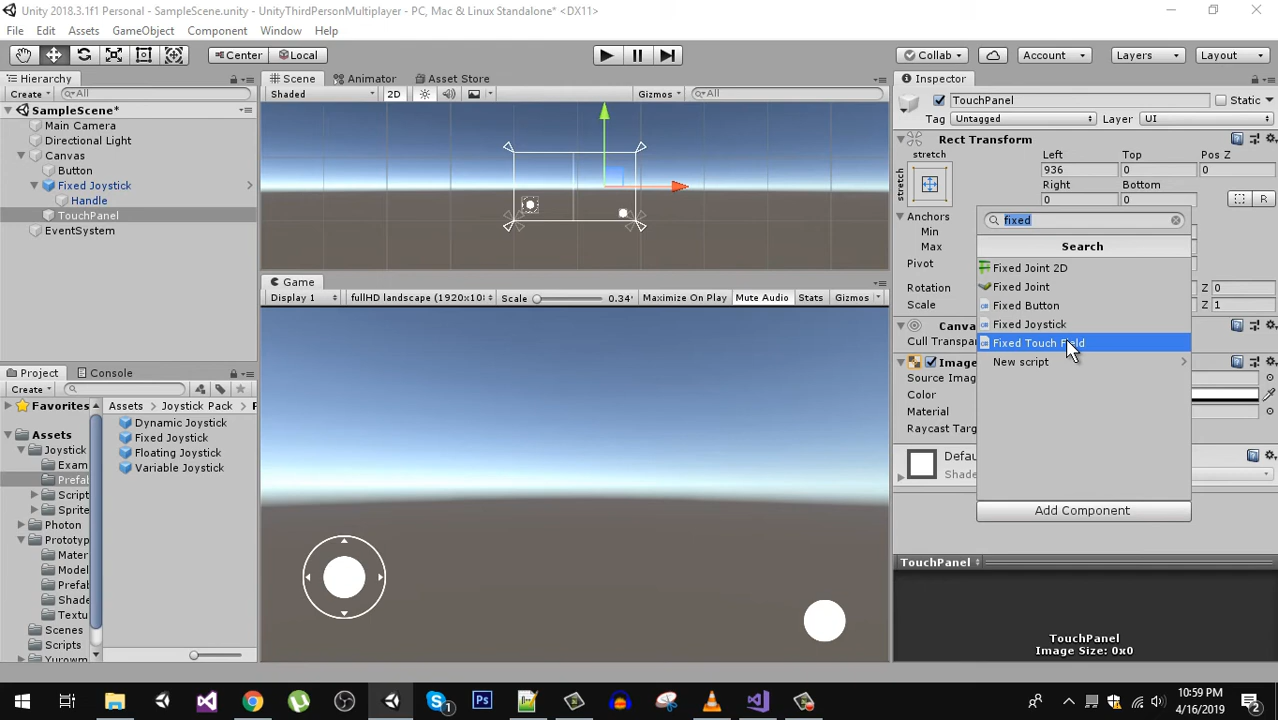 Unity 2018.3.1f1 Personal - SampleScene.unity - UnityThirdPersonMultiplayer - PC, Mac & Linux Standalone* <DX11>
File Edit Assets GameObject Component Window Help
Center Local Collab Account Layers Layout
Hierarchy
Create All
SampleScene*
Main Camera
Directional Light
Canvas
Button
Fixed Joystick
Handle
TouchPanel
EventSystem
Scene Animator Asset Store
Shaded 2D Gizmos All
Game
Display 1 fullHD landscape (1920x10 Scale 0.34 Maximize On Play Mute Audio Stats Gizmos
Project Console
Create
Favorites
Assets
Joystick
Exam
Prefa
Script
Sprite
Photon
Prototyp
Mater
Model
Prefa
Shade
Textu
Scenes
Scripts
Yurowm
Assets Joystick Pack
Dynamic Joystick
Fixed Joystick
Floating Joystick
Variable Joystick
Inspector
TouchPanel Static
Tag Untagged Layer UI
Rect Transform
stretch
stretch
Left Top Pos Z
936 0 0
Right Bottom
0 0
R
Anchors
Min
Max
Pivot
Rotation Z 0
Scale Z 1
Canva
Cull Transpa
Image
Source Imag
Color
Material
Raycast Targ
Defau
Shade
fixed
Search
Fixed Joint 2D
Fixed Joint
Fixed Button
Fixed Joystick
Fixed Touch Field
New script
Add Component
TouchPanel
TouchPanel
Image Size: 0x0
10:59 PM
4/16/2019